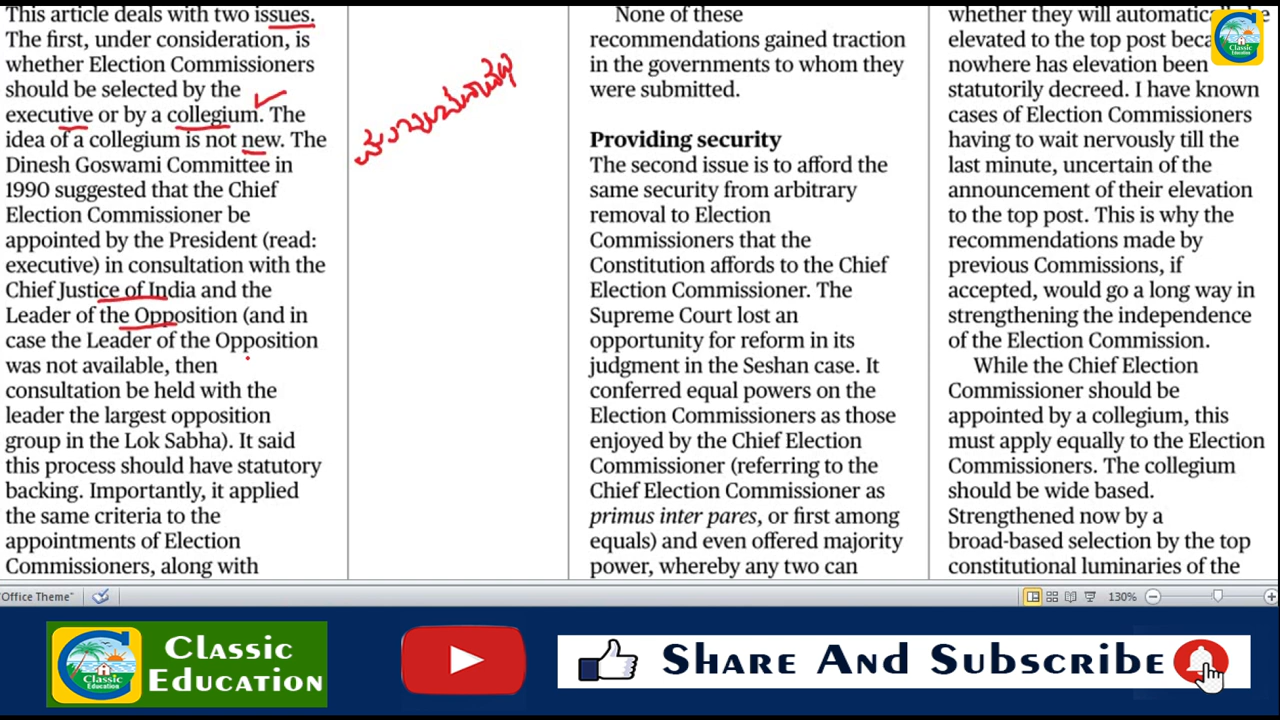 This article deals with two issues.
The first, under consideration, is
whether Election Commissioners
should be selected by the
executive or by a collegium. The
idea of a collegium is not new. The
Dinesh Goswami Committee in
1990 suggested that the Chief
Election Commissioner be
appointed by the President (read:
executive) in consultation with the
Chief Justice of India and the
Leader of the Opposition (and in
case the Leader of the Opposition
was not available, then
consultation be held with the
leader the largest opposition
group in the Lok Sabha). It said
this process should have statutory
backing. Importantly, it applied
the same criteria to the
appointments of Election
Commissioners, along with
None of these
recommendations gained traction
in the governments to whom they
were submitted.
Providing security
The second issue is to afford the
same security from arbitrary
removal to Election
Commissioners that the
Constitution affords to the Chief
Election Commissioner. The
Supreme Court lost an
opportunity for reform in its
judgment in the Seshan case. It
conferred equal powers on the
Election Commissioners as those
enjoyed by the Chief Election
Commissioner (referring to the
Chief Election Commissioner as
primus inter pares, or first among
equals) and even offered majority
power, whereby any two can
whether they will automatically be
elevated to the top post
nowhere has elevation been
statutorily decreed. I have known
cases of Election Commissioners
having to wait nervously till the
last minute, uncertain of the
announcement of their elevation
to the top post. This is why the
recommendations made by
previous Commissions, if
accepted, would go a long way in
strengthening the independence
of the Election Commission.
While the Chief Election
Commissioner should be
appointed by a collegium, this
must apply equally to the Election
Commissioners. The collegium
should be wide based.
Strengthened now by a
broad-based selection by the top
constitutional luminaries of the
Classic
Education
"Office Theme"
130%
Classic
Education
Classic
Education
Share And Subscribe